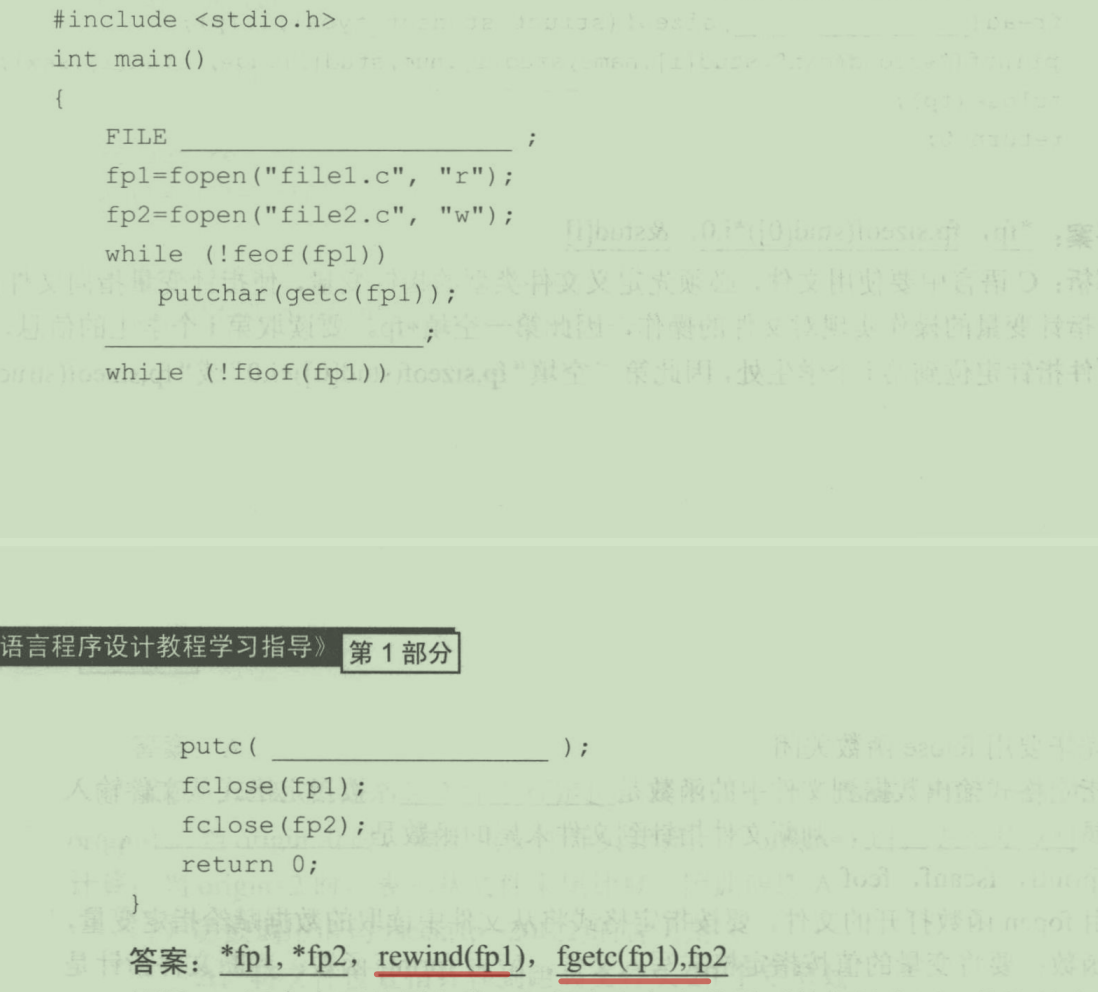 #include <stdio.h>
int main()
{
FILE ____________________ ;
fp1=fopen("file1.c", "r");
fp2=fopen("file2.c", "w");
while (!feof(fp1))
putchar(getc(fp1));
____________________;
while (!feof(fp1))
语言程序设计教程学习指导》 第 1 部分
putc( ____________________ );
fclose(fp1);
fclose(fp2);
return 0;
}
答案：*fp1, *fp2， rewind(fp1)， fgetc(fp1),fp2